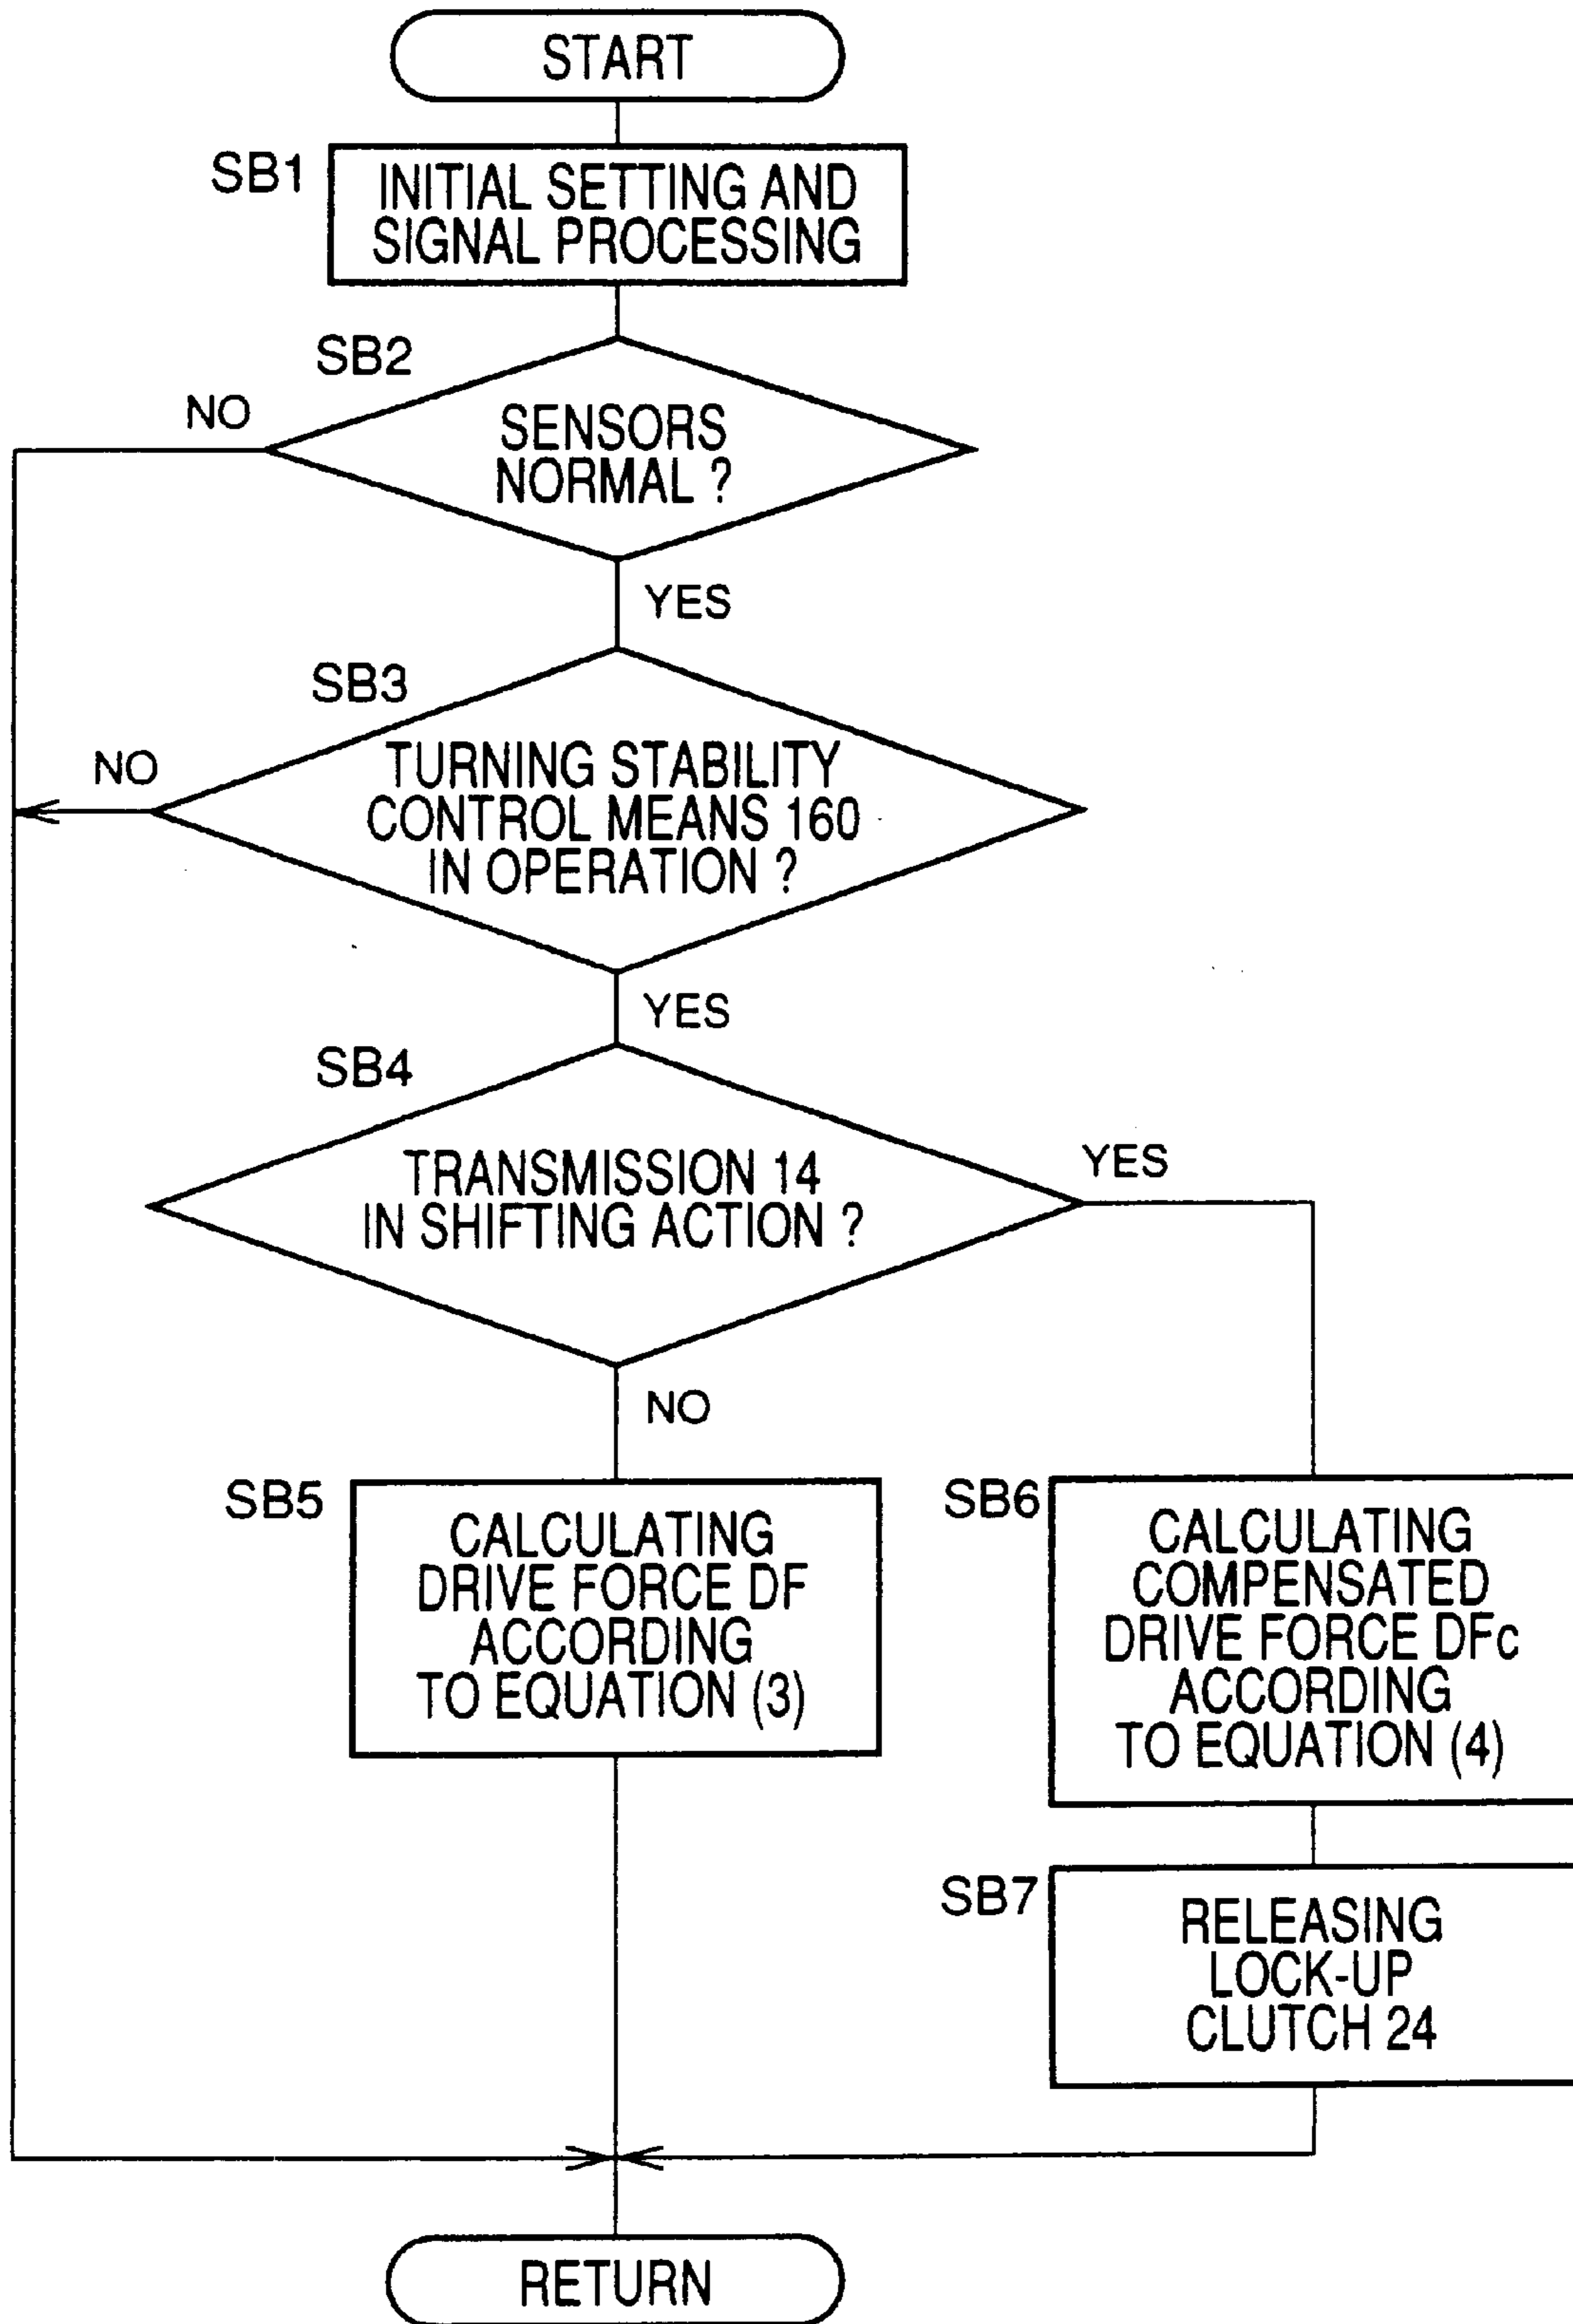 START
SB1
INITIAL SETTING AND
SIGNAL PROCESSING
SB2
NO
SENSORS
NORMAL ?
YES
SB3
NO
TURNING STABILITY
CONTROL MEANS 160
IN OPERATION ?
YES
SB4
YES
TRANSMISSION 14
IN SHIFTING ACTION ?
NO
SB5
CALCULATING
DRIVE FORCE DF
ACCORDING
TO EQUATION (3)
SB6
CALCULATING
COMPENSATED
DRIVE FORCE DFc
ACCORDING
TO EQUATION (4)
SB7
RELEASING
LOCK-UP
CLUTCH 24
RETURN